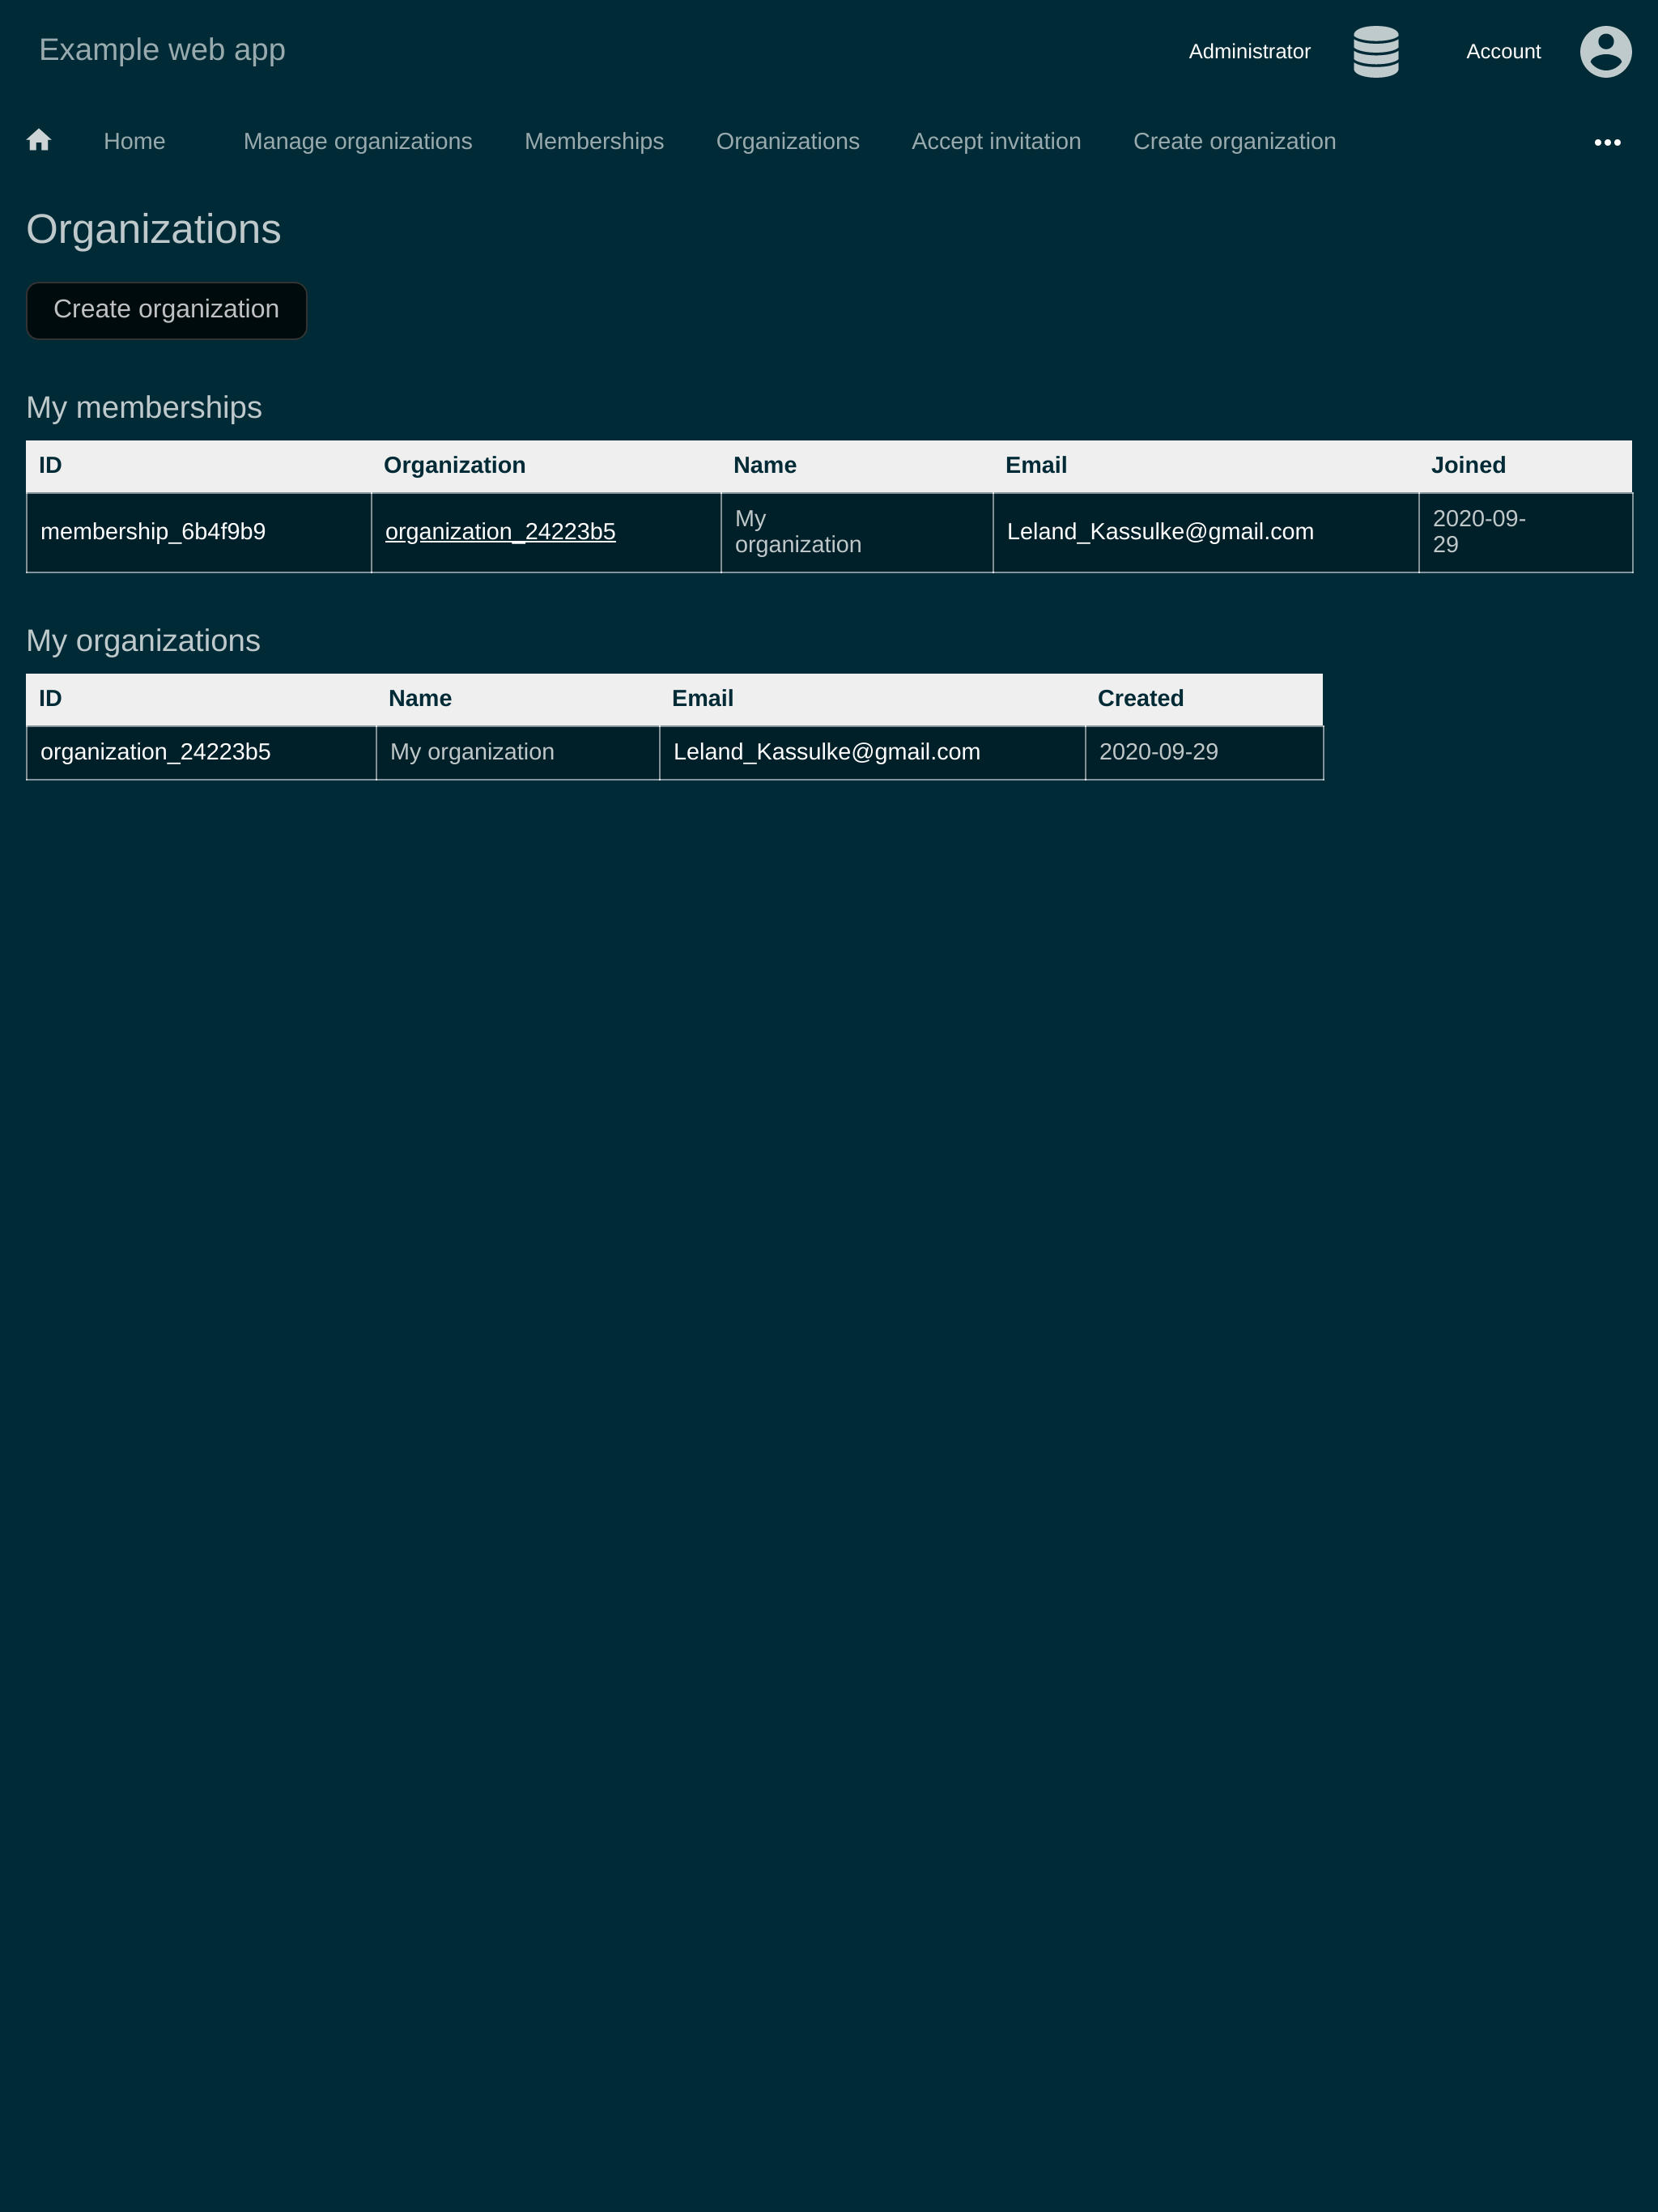 Example web app
Administrator
Account
Home
Manage organizations
Memberships
Organizations
Accept invitation
Create organization
Organizations
Create organization
My memberships
ID Organization Name Email Joined
membership_6b4f9b9 organization_24223b5 My organization Leland_Kassulke@gmail.com 2020-09-29
My organizations
ID Name Email Created
organization_24223b5 My organization Leland_Kassulke@gmail.com 2020-09-29